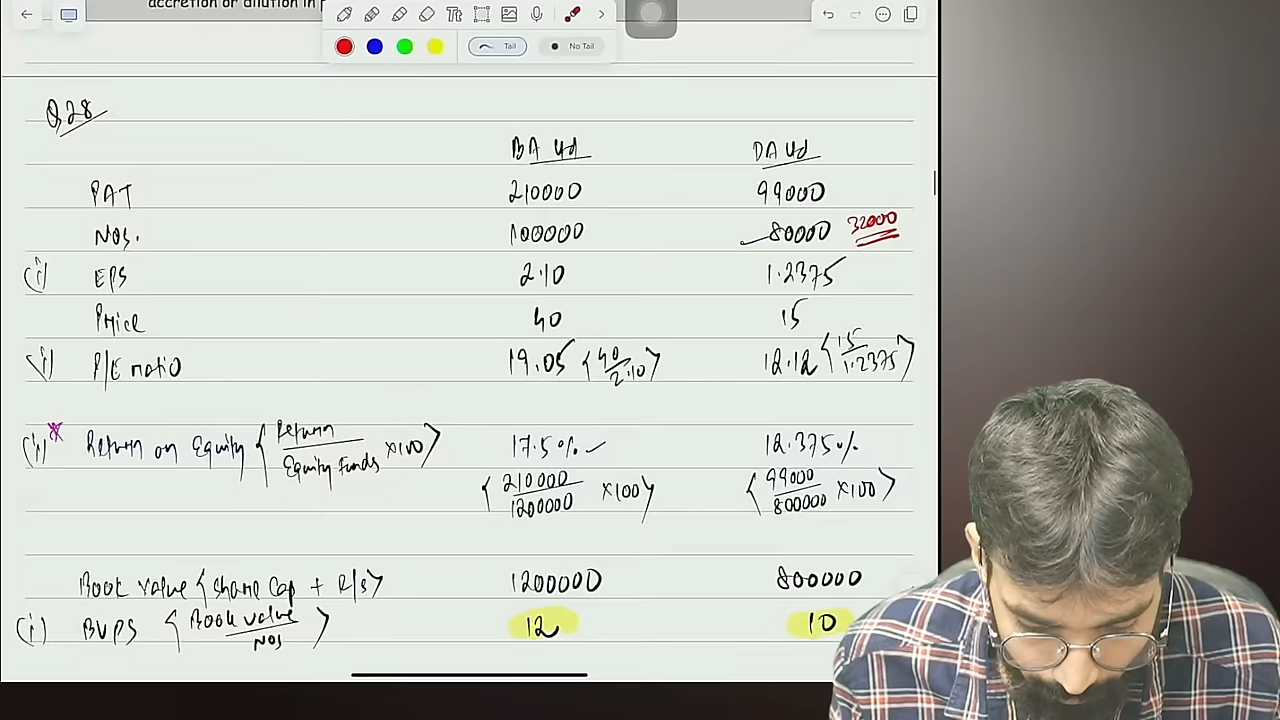 accretion or dilution in
Tt
Tail No Tail
Q.28
BA Ltd DA Ltd
PAT 210000 99000
Nos. 100000 80000 32000
(i) EPS 2.10 1.2375
Price 40 15
(i) P/E ratio 19.05 < 40/2.10 > 12.12 < 15/1.2375 >
Return on Equity < Return/Equity Funds ×100 > 17.5% 12.375%
< 210000/1200000 ×100 > < 99000/800000 ×100 >
Book value < Share Cap + R/S > 1200000 800000
(i) BVPS < Book value/Nos > 12 10